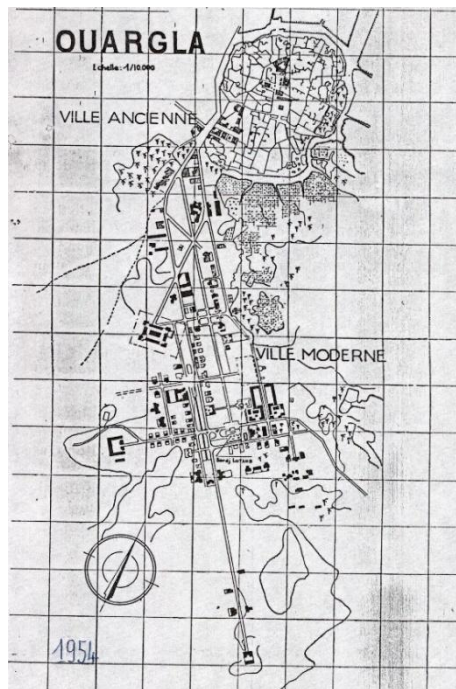 OUARGLA
Echelle: 1/10.000
VILLE ANCIENNE
VILLE MODERNE
1954